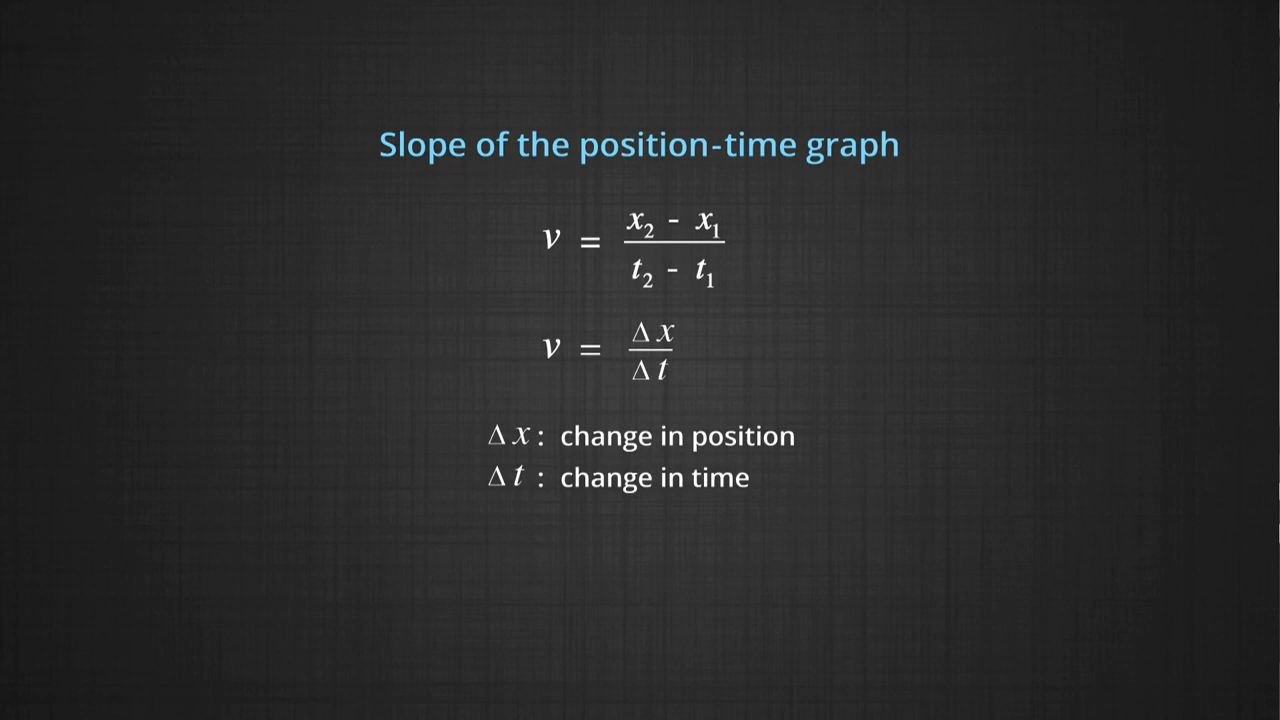 Slope of the position-time graph
v = (x₂ - x₁) / (t₂ - t₁)
v = Δx / Δt
Δx : change in position
Δt : change in time